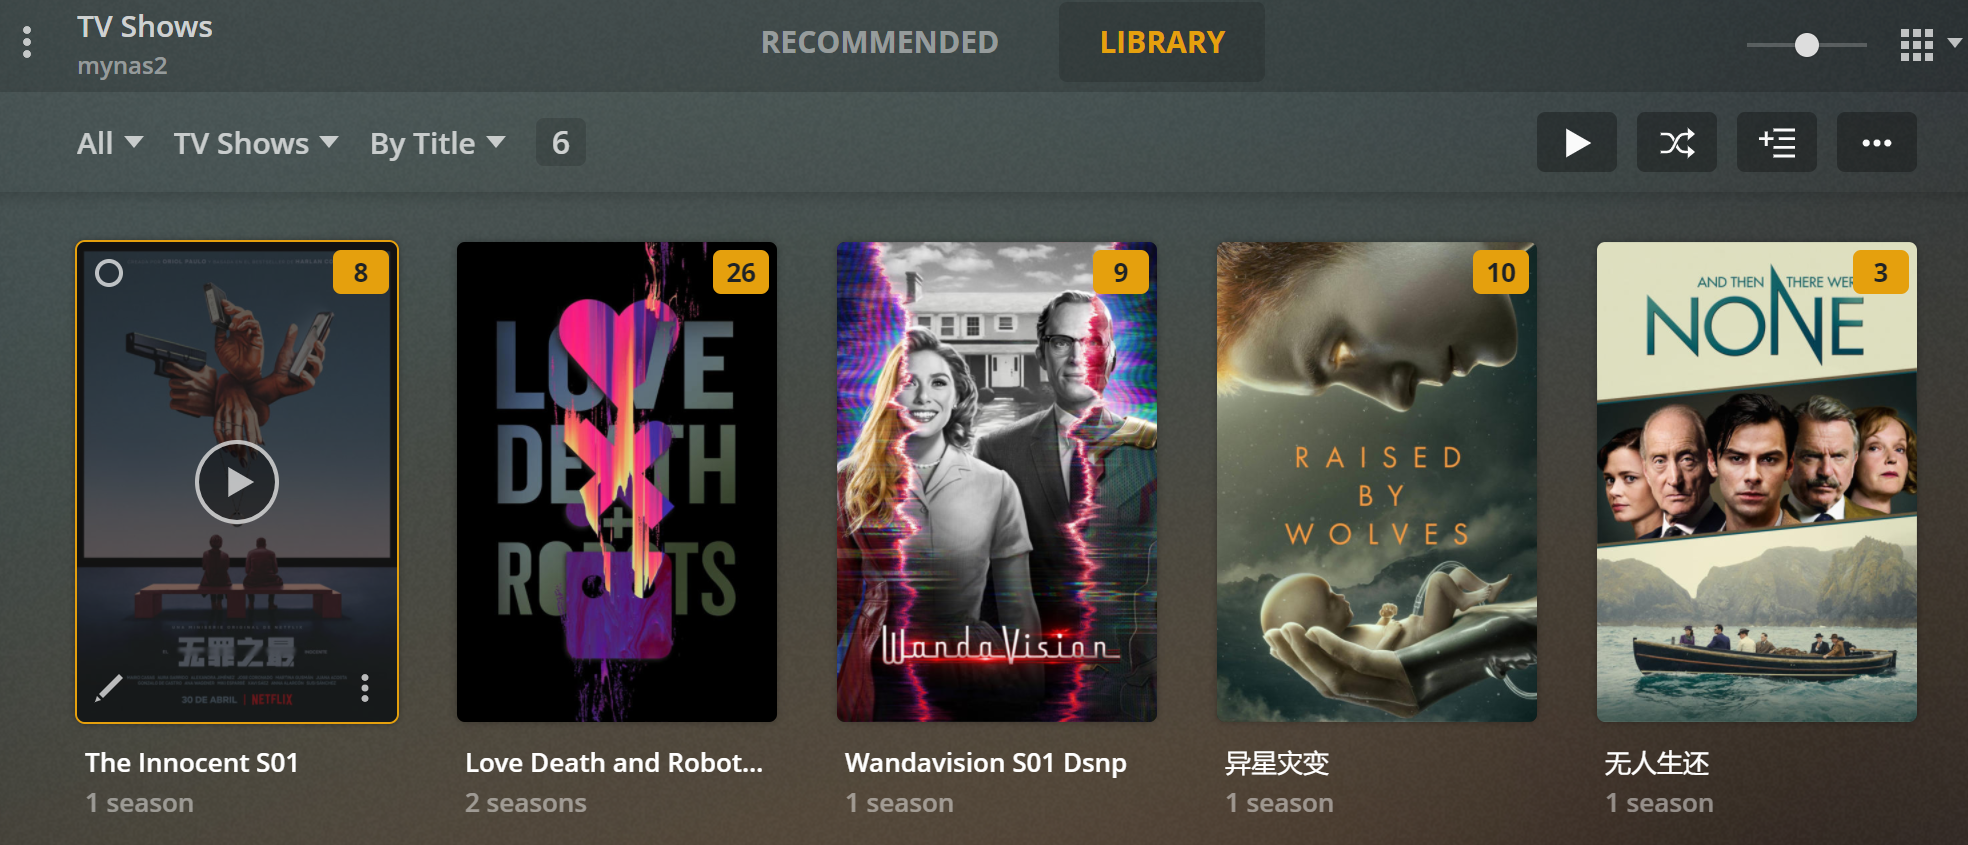 TV Shows
mynas2
RECOMMENDED
LIBRARY
All
TV Shows
By Title
6
8
无罪之最
30 DE ABRIL | NETFLIX
26
LOVE
DEATH
+
ROBOTS
9
WandaVision
10
RAISED
BY
WOLVES
3
AND THEN THERE WER
NONE
The Innocent S01
1 season
Love Death and Robot...
2 seasons
Wandavision S01 Dsnp
1 season
异星灾变
1 season
无人生还
1 season